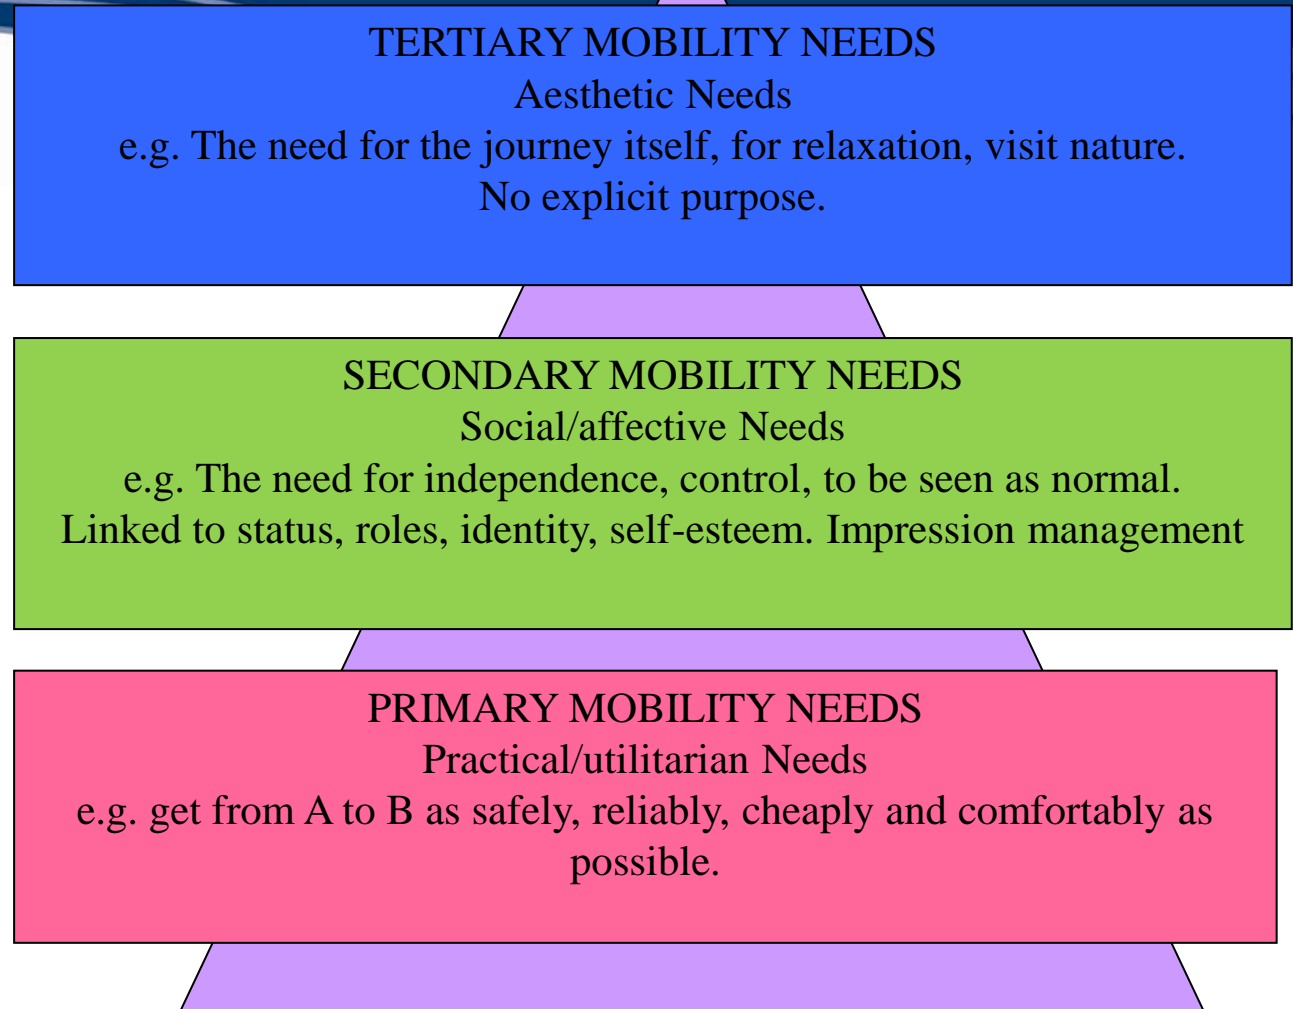 TERTIARY MOBILITY NEEDS
Aesthetic Needs
e.g. The need for the journey itself, for relaxation, visit nature.
No explicit purpose.
SECONDARY MOBILITY NEEDS
Social/affective Needs
e.g. The need for independence, control, to be seen as normal.
Linked to status, roles, identity, self-esteem. Impression management
PRIMARY MOBILITY NEEDS
Practical/utilitarian Needs
e.g. get from A to B as safely, reliably, cheaply and comfortably as
possible.